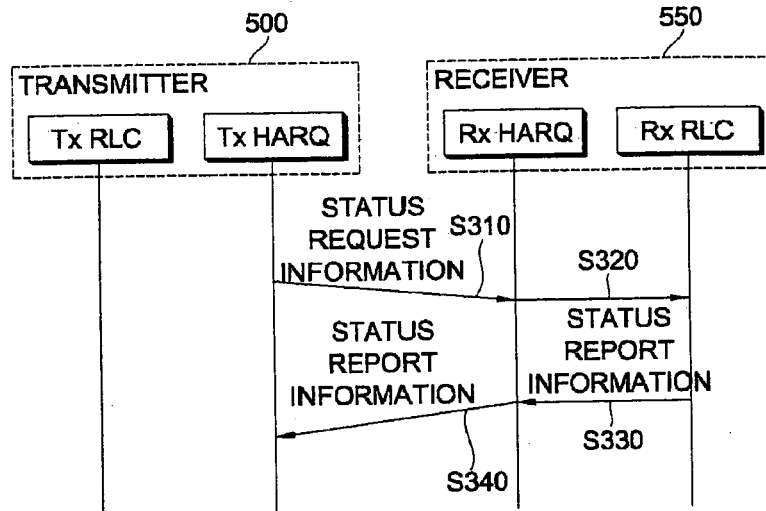 500
550
TRANSMITTER
RECEIVER
Tx RLC
Tx HARQ
Rx HARQ
Rx RLC
STATUS
REQUEST
INFORMATION
S310
S320
STATUS
REPORT
INFORMATION
STATUS
REPORT
INFORMATION
S330
S340